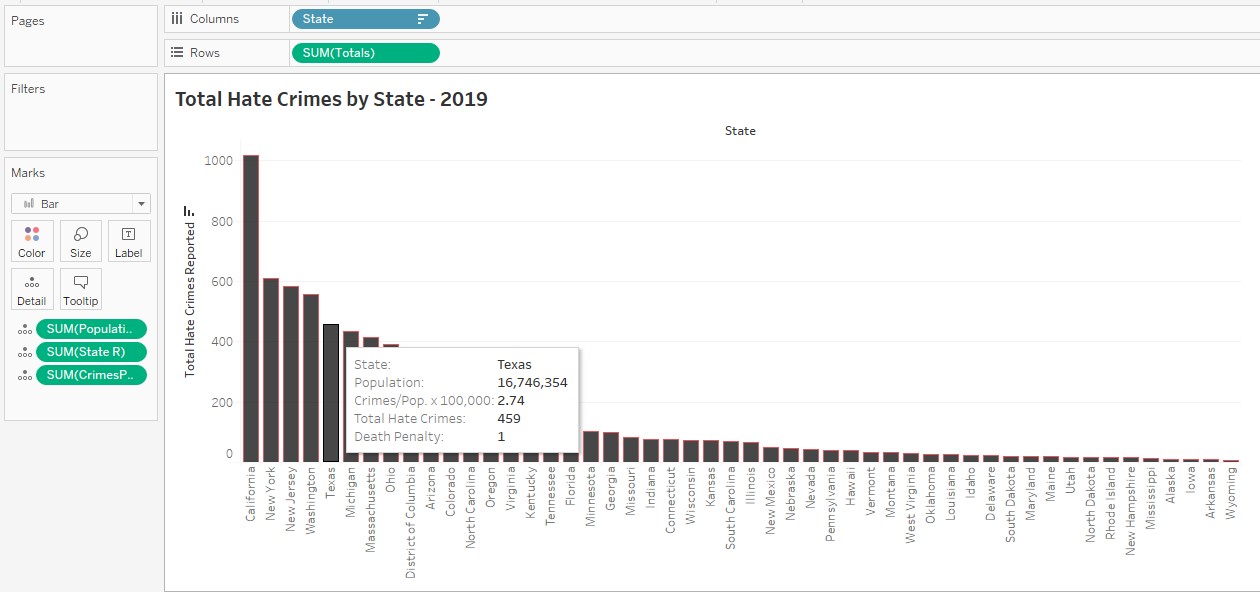 Pages
Columns
State
Rows
SUM(Totals)
Filters
Marks
Bar
Color
Size
Label
Detail
Tooltip
SUM(Populati..
SUM(State R)
SUM(CrimesP..
Total Hate Crimes by State - 2019
State
Total Hate Crimes Reported
1000
800
600
400
200
0
State: Texas
Population: 16,746,354
Crimes/Pop. x 100,000: 2.74
Total Hate Crimes: 459
Death Penalty: 1
California
New York
New Jersey
Washington
Texas
Michigan
Massachusetts
Ohio
District of Columbia
Arizona
Colorado
North Carolina
Oregon
Virginia
Kentucky
Tennessee
Florida
Minnesota
Georgia
Missouri
Indiana
Connecticut
Wisconsin
Kansas
South Carolina
Illinois
New Mexico
Nebraska
Nevada
Pennsylvania
Hawaii
Vermont
Montana
West Virginia
Oklahoma
Louisiana
Idaho
Delaware
South Dakota
Maryland
Maine
Utah
North Dakota
Rhode Island
New Hampshire
Mississippi
Alaska
Iowa
Arkansas
Wyoming